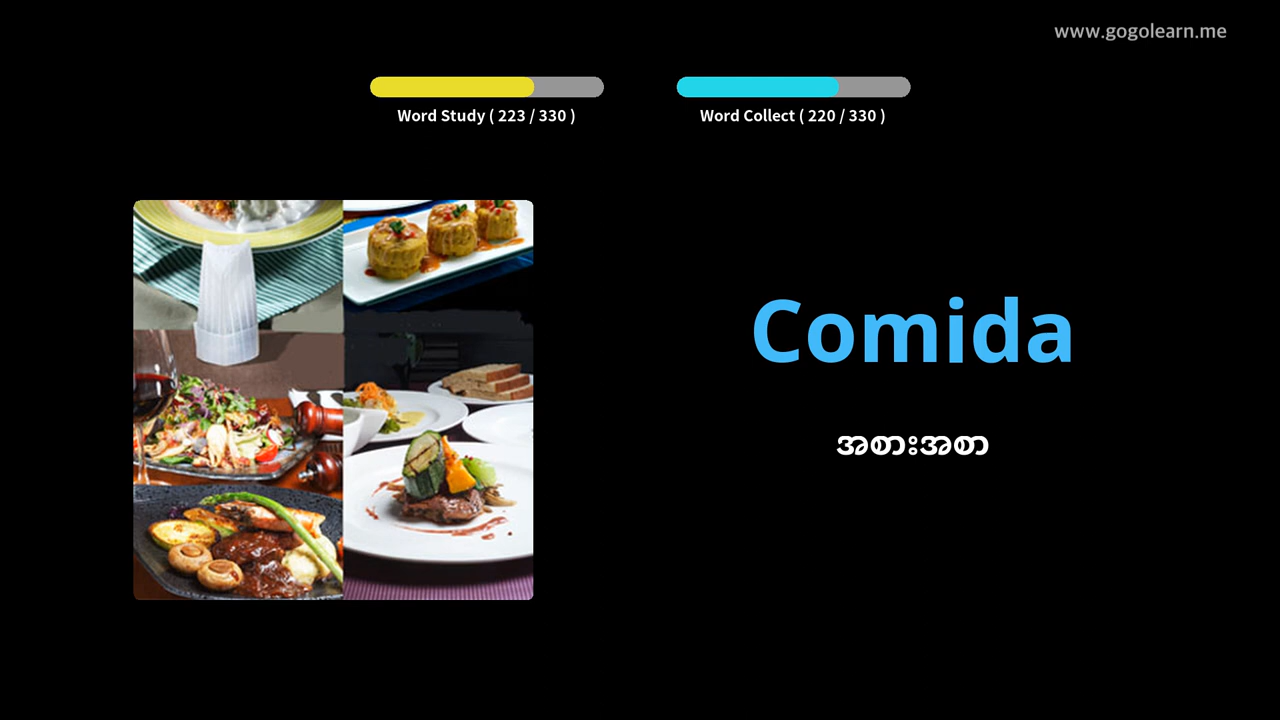 www.gogolearn.me
Word Study ( 223 / 330 )
Word Collect ( 220 / 330 )
Comida
အစားအစာ